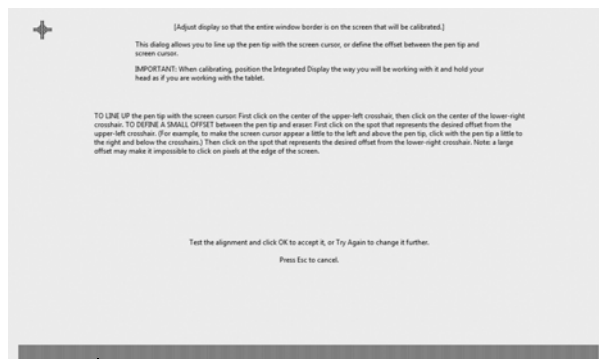 [Adjust display so that the entire window border is on the screen that will be calibrated.]
This dialog allows you to line up the pen tip with the screen cursor, or define the offset between the pen tip and
screen cursor.
IMPORTANT: When calibrating, position the Integrated Display the way you will be working with it and hold your
head as if you are working with the tablet.
TO LINE UP the pen tip with the screen cursor: First click on the center of the upper-left crosshair, then click on the center of the lower-right
crosshair. TO DEFINE A SMALL OFFSET between the pen tip and eraser: First click on the spot that represents the desired offset from the
upper-left crosshair. (For example, to make the screen cursor appear a little to the left and above the pen tip, click with the pen tip a little to
the right and below the crosshairs.) Then click on the spot that represents the desired offset from the lower-right crosshair. Note: a large
offset may make it impossible to click on pixels at the edge of the screen.
Test the alignment and click OK to accept it, or Try Again to change it further.
Press Esc to cancel.